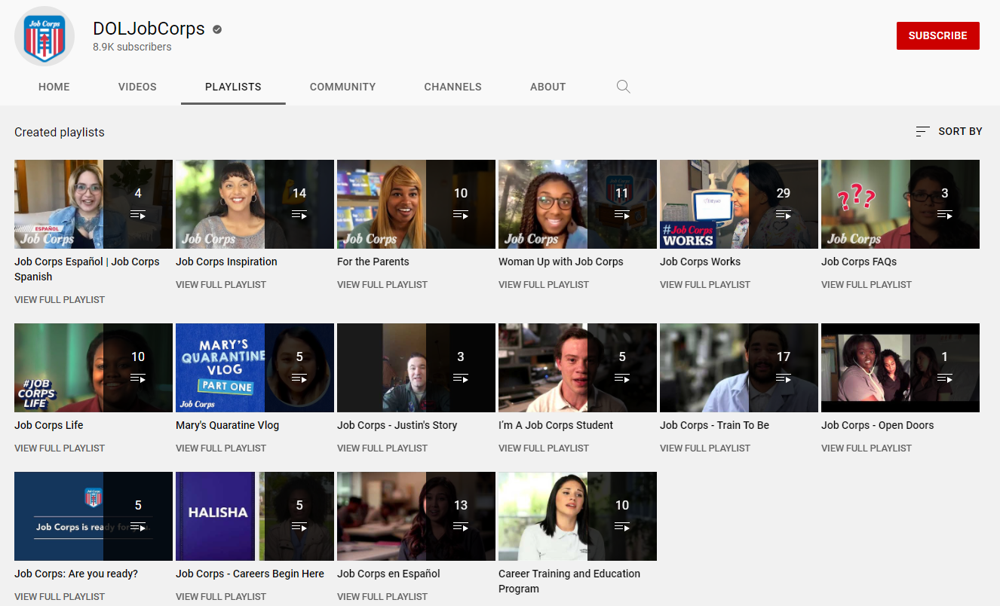 Job Corps
DOLJobCorps
8.9K subscribers
SUBSCRIBE
HOME
VIDEOS
PLAYLISTS
COMMUNITY
CHANNELS
ABOUT
Created playlists
SORT BY
4
ESPAÑOL
Job Corps
14
Job Corps
10
Job Corps
11
Job Corps
29
#Job Corps
WORKS
3
???
Job Corps
Job Corps Español | Job Corps
Spanish
VIEW FULL PLAYLIST
Job Corps Inspiration
VIEW FULL PLAYLIST
For the Parents
VIEW FULL PLAYLIST
Woman Up with Job Corps
VIEW FULL PLAYLIST
Job Corps Works
VIEW FULL PLAYLIST
Job Corps FAQs
VIEW FULL PLAYLIST
10
#JOB
CORPS
LIFE
5
MARY'S
QUARANTINE
VLOG
PART ONE
Job Corps
3
5
17
1
Job Corps Life
VIEW FULL PLAYLIST
Mary's Quaratine Vlog
VIEW FULL PLAYLIST
Job Corps - Justin's Story
VIEW FULL PLAYLIST
I'm A Job Corps Student
VIEW FULL PLAYLIST
Job Corps - Train To Be
VIEW FULL PLAYLIST
Job Corps - Open Doors
VIEW FULL PLAYLIST
Job Corps
5
Job Corps is ready for you.
5
HALISHA
13
10
Job Corps: Are you ready?
VIEW FULL PLAYLIST
Job Corps - Careers Begin Here
VIEW FULL PLAYLIST
Job Corps en Español
VIEW FULL PLAYLIST
Career Training and Education
Program